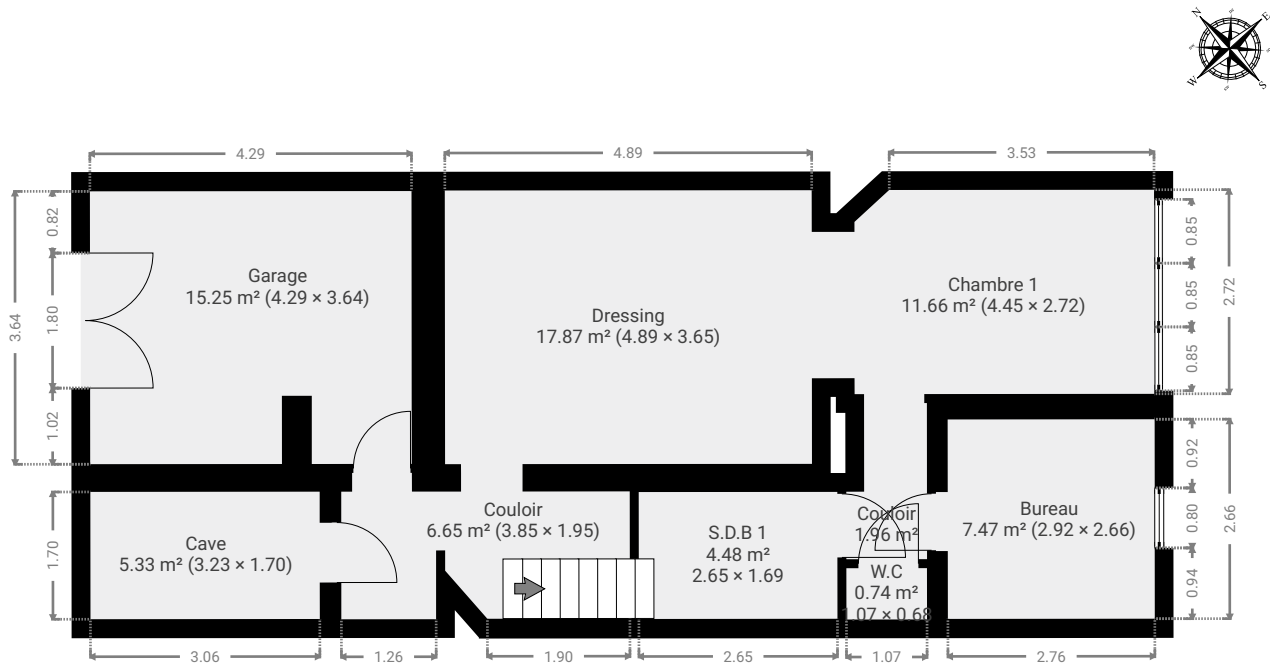 N
E
W
S
4.29
4.89
3.53
0.82
1.80
1.02
3.64
1.70
Garage
15.25 m² (4.29 × 3.64)
Dressing
17.87 m² (4.89 × 3.65)
Chambre 1
11.66 m² (4.45 × 2.72)
0.85
0.85
0.85
2.72
Cave
5.33 m² (3.23 × 1.70)
Couloir
6.65 m² (3.85 × 1.95)
S.D.B 1
4.48 m²
2.65 × 1.69
Couloir
1.96 m²
W.C
0.74 m²
1.07 × 0.68
Bureau
7.47 m² (2.92 × 2.66)
0.92
0.80
0.94
2.66
3.06
1.26
1.90
2.65
1.07
2.76